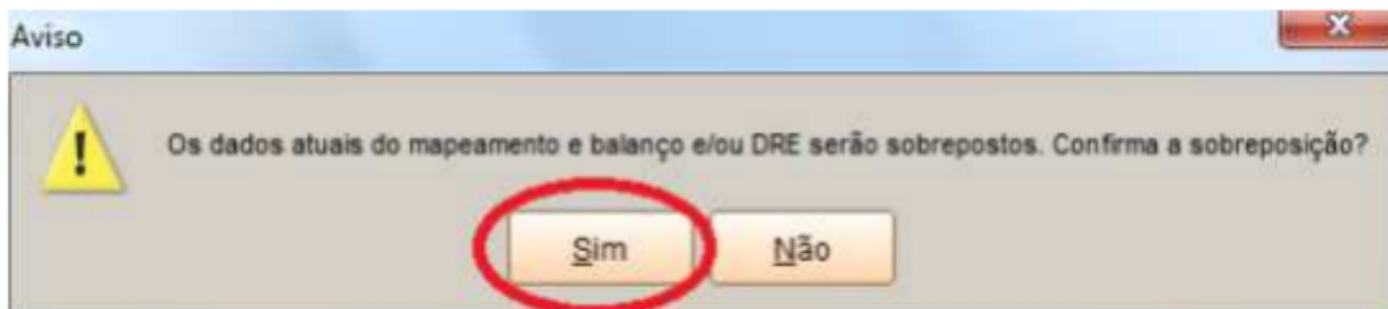 Aviso
Os dados atuais do mapeamento e balanço e/ou DRE serão sobrepostos. Confirma a sobreposição?
Sim Não